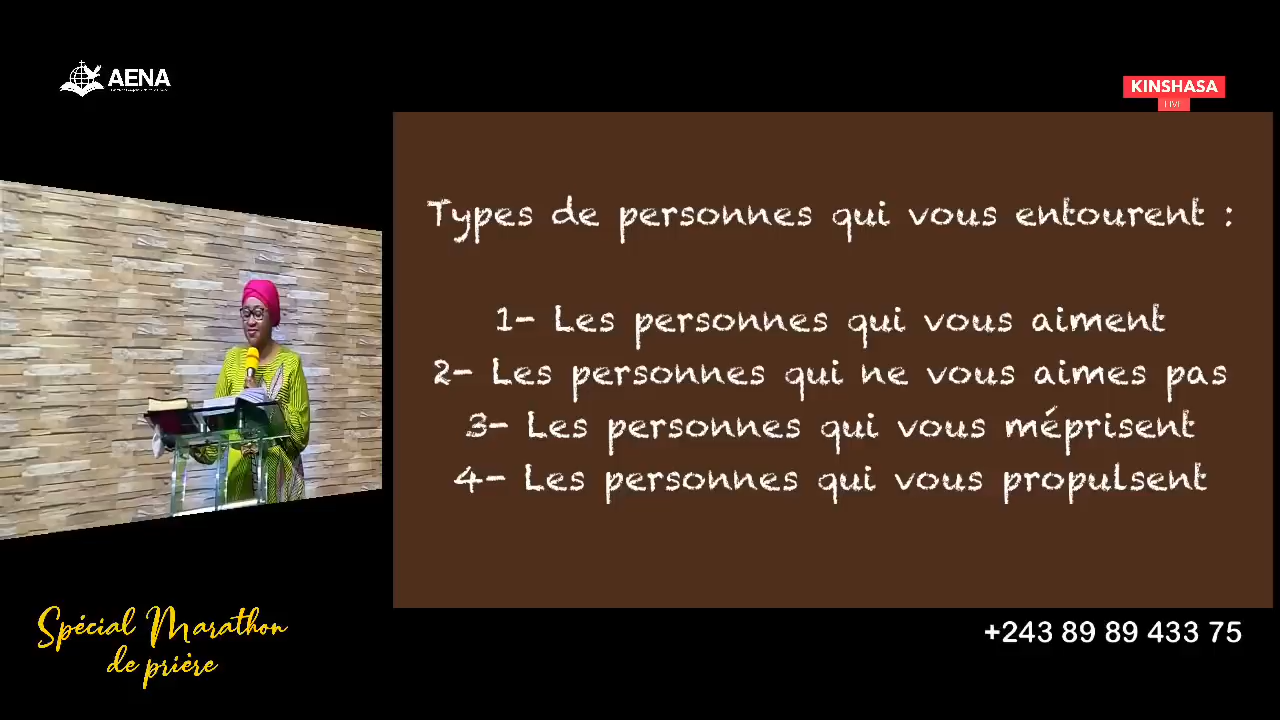 AENA
KINSHASA
LIVE
Types de personnes qui vous entourent :
1- Les personnes qui vous aiment
2- Les personnes qui ne vous aimes pas
3- Les personnes qui vous méprisent
4- Les personnes qui vous propulsent
Spécial Marathon
de prière
+243 89 89 433 75